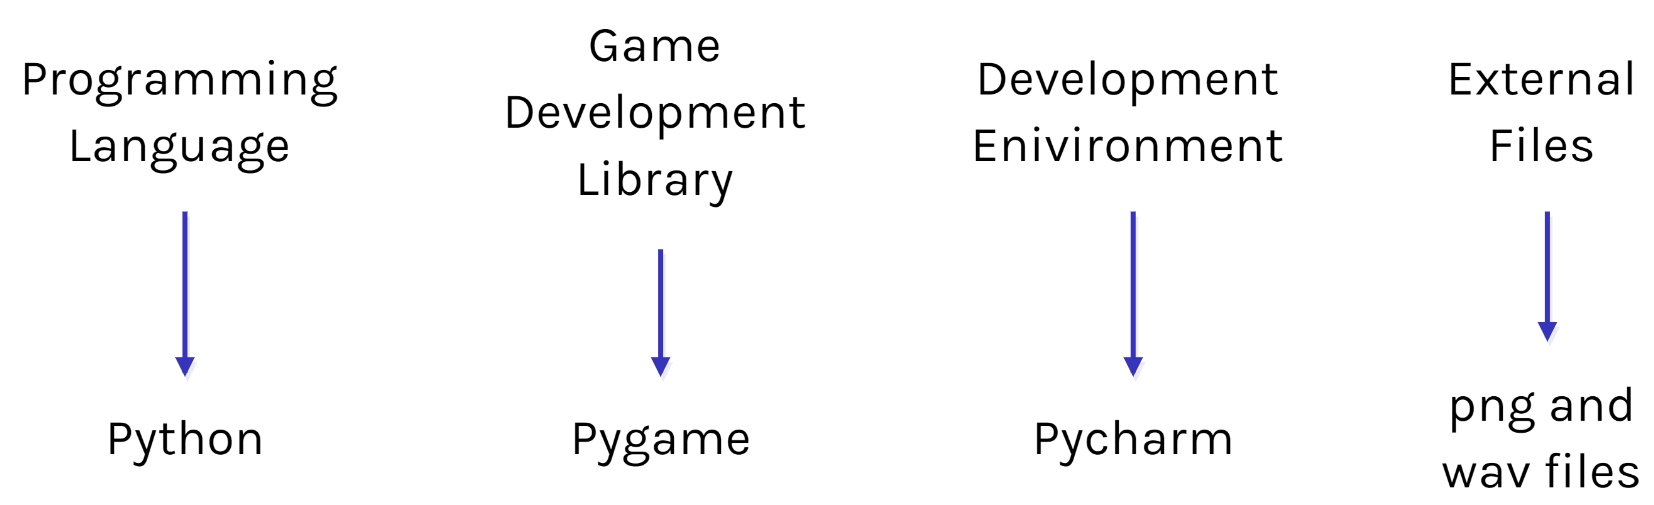 Programming
Language
Python
Game
Development
Library
Pygame
Development
Enivironment
Pycharm
External
Files
png and
wav files